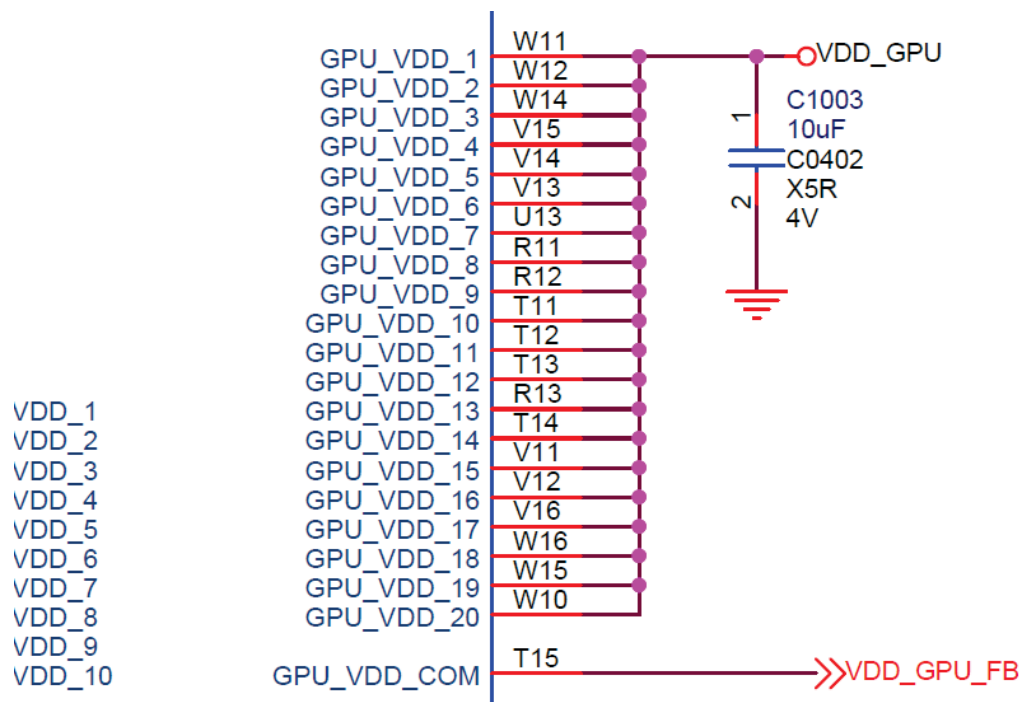 GPU_VDD_1 W11 VDD_GPU
GPU_VDD_2 W12
GPU_VDD_3 W14
GPU_VDD_4 V15
GPU_VDD_5 V14
GPU_VDD_6 V13
GPU_VDD_7 U13
GPU_VDD_8 R11
GPU_VDD_9 R12
GPU_VDD_10 T11
GPU_VDD_11 T12
GPU_VDD_12 T13
GPU_VDD_13 R13
GPU_VDD_14 T14
GPU_VDD_15 V11
GPU_VDD_16 V12
GPU_VDD_17 V16
GPU_VDD_18 W16
GPU_VDD_19 W15
GPU_VDD_20 W10
GPU_VDD_COM T15 VDD_GPU_FB
1
2
C1003
10uF
C0402
X5R
4V
VDD_1
VDD_2
VDD_3
VDD_4
VDD_5
VDD_6
VDD_7
VDD_8
VDD_9
VDD_10